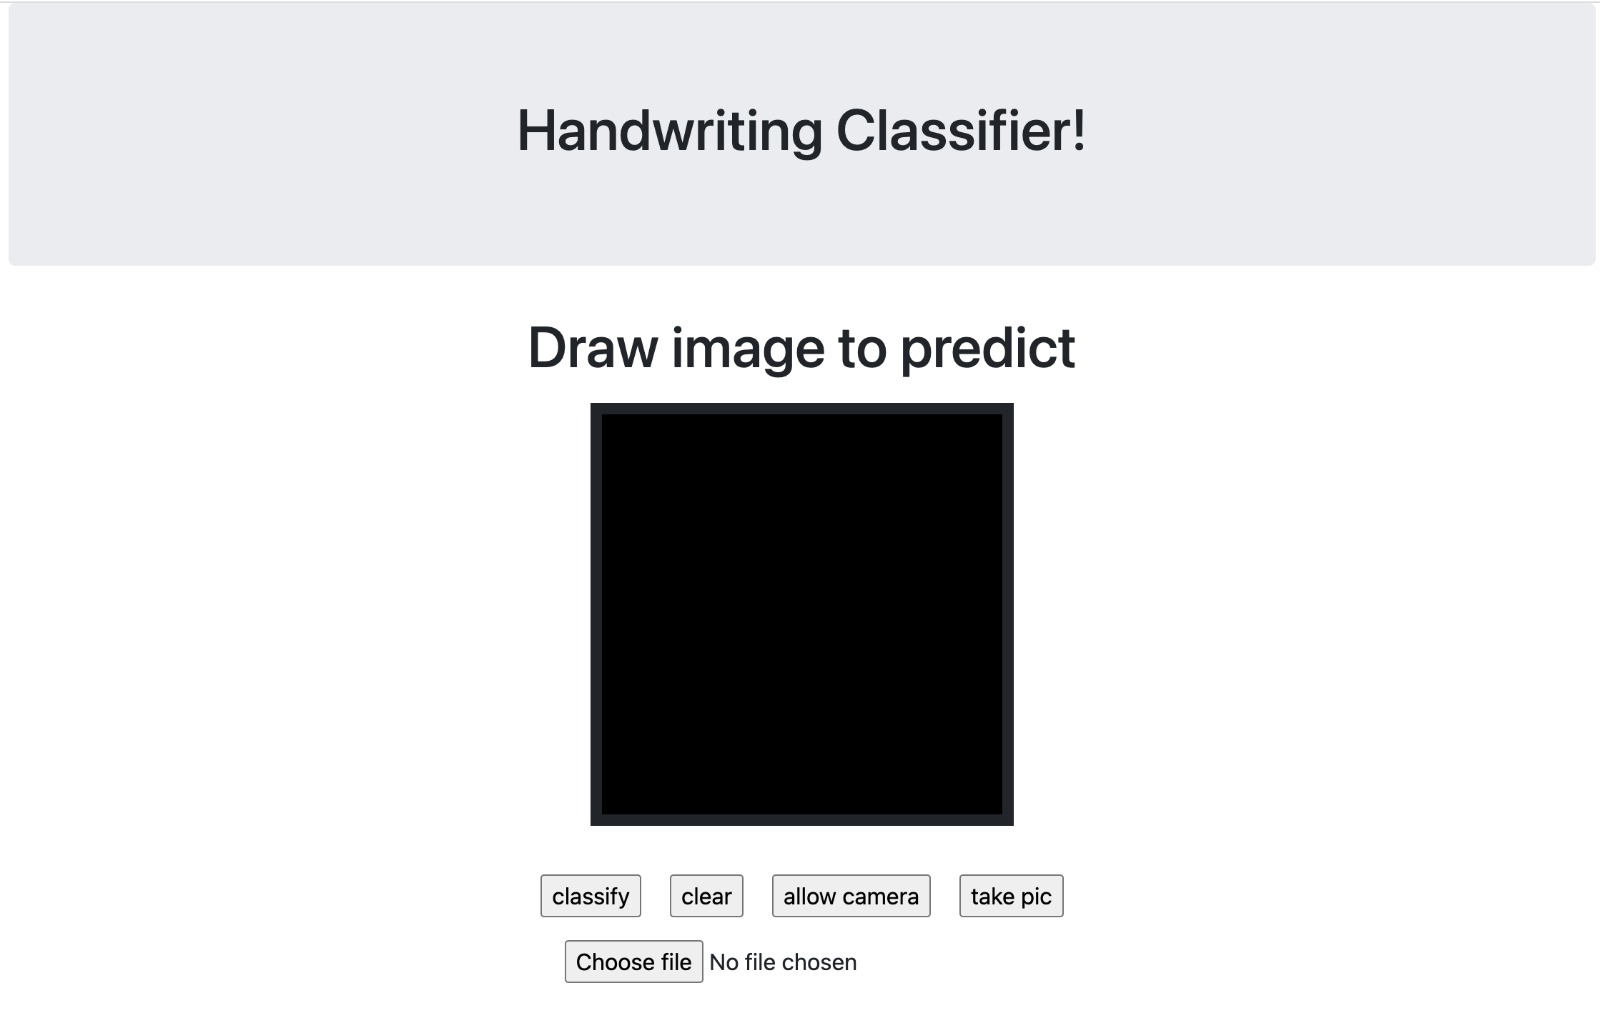 Handwriting Classifier!
Draw image to predict
classify clear allow camera take pic
Choose file No file chosen